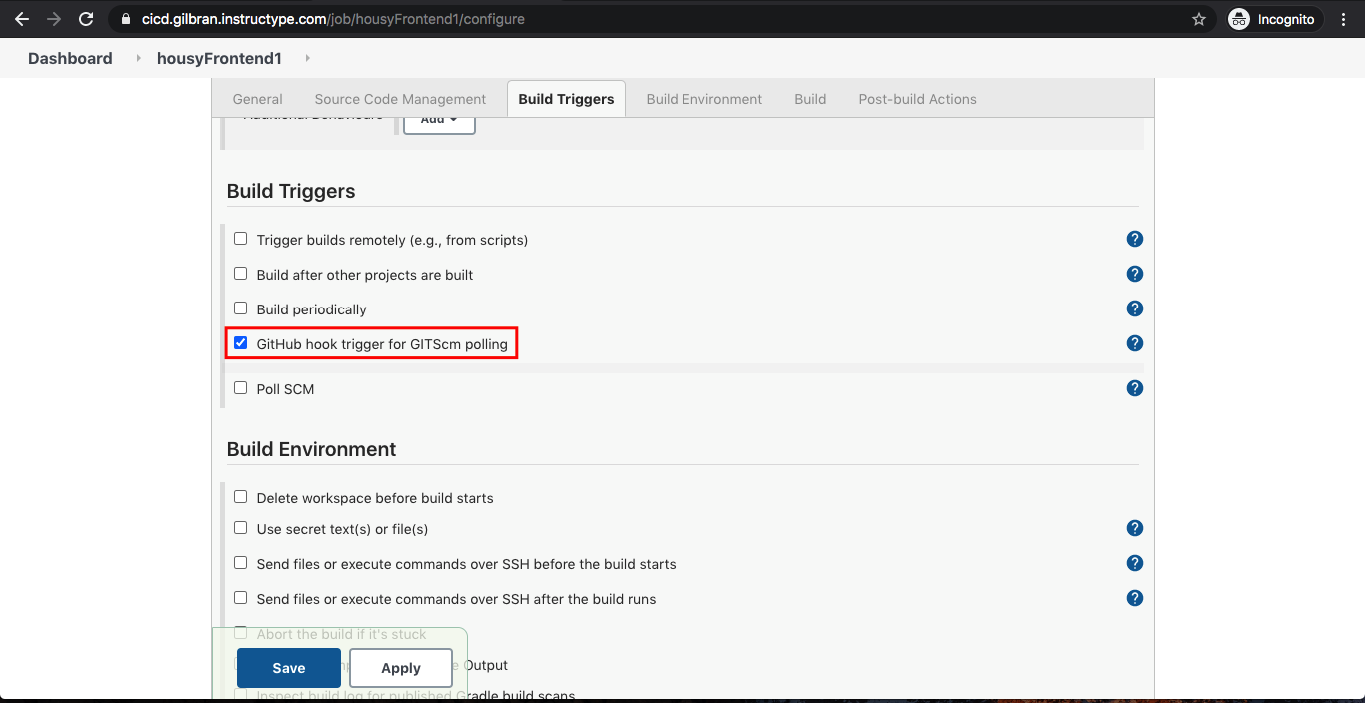 cicd.gilbran.instructype.com/job/housyFrontend1/configure
Incognito
Dashboard housyFrontend1
General Source Code Management Build Triggers Build Environment Build Post-build Actions
Additional Behaviours Add
Build Triggers
Trigger builds remotely (e.g., from scripts) ?
Build after other projects are built ?
Build periodically ?
GitHub hook trigger for GITScm polling ?
Poll SCM ?
Build Environment
Delete workspace before build starts
Use secret text(s) or file(s) ?
Send files or execute commands over SSH before the build starts ?
Send files or execute commands over SSH after the build runs ?
Abort the build if it's stuck
Output
Save Apply
Inspect build log for published Gradle build scans